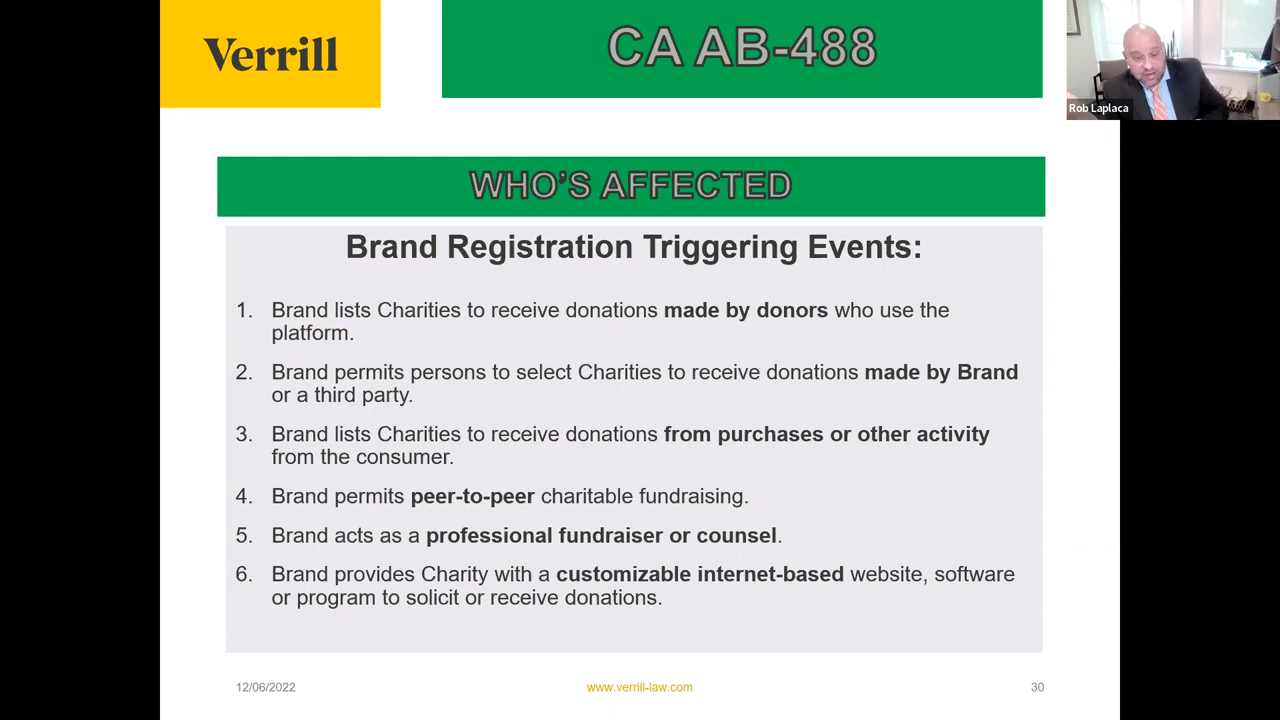 Verrill
CA AB-488
Rob Laplaca
WHO'S AFFECTED
Brand Registration Triggering Events:
1. Brand lists Charities to receive donations made by donors who use the
platform.
2. Brand permits persons to select Charities to receive donations made by Brand
or a third party.
3. Brand lists Charities to receive donations from purchases or other activity
from the consumer.
4. Brand permits peer-to-peer charitable fundraising.
5. Brand acts as a professional fundraiser or counsel.
6. Brand provides Charity with a customizable internet-based website, software
or program to solicit or receive donations.
12/06/2022
www.verrill-law.com
30